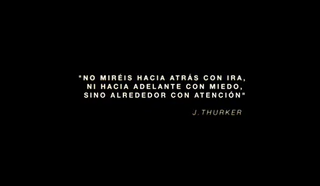 "NO MIRÉIS HACIA ATRÁS CON IRA,
NI HACIA ADELANTE CON MIEDO,
SINO ALREDEDOR CON ATENCIÓN"
J.THURKER